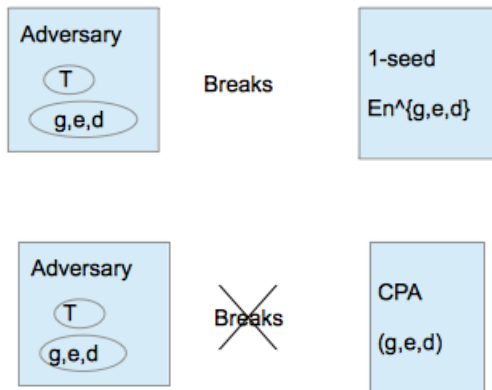 Adversary
T
g,e,d
Breaks
1-seed
En^{g,e,d}
Adversary
T
g,e,d
Breaks
CPA
(g,e,d)